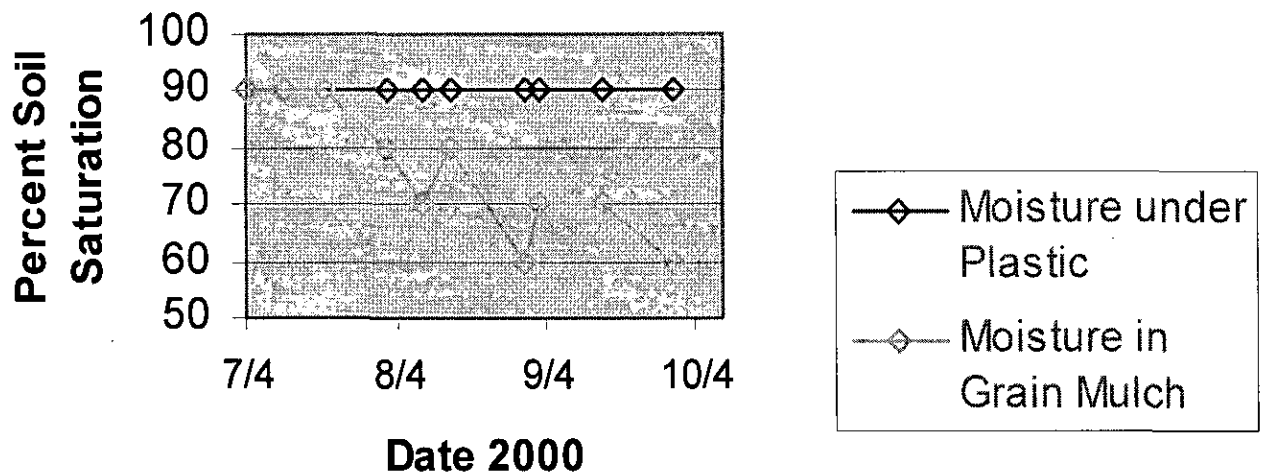 Percent Soil
Saturation
100
90
80
70
60
50
7/4
8/4
9/4
10/4
Date 2000
Moisture under
Plastic
Moisture in
Grain Mulch